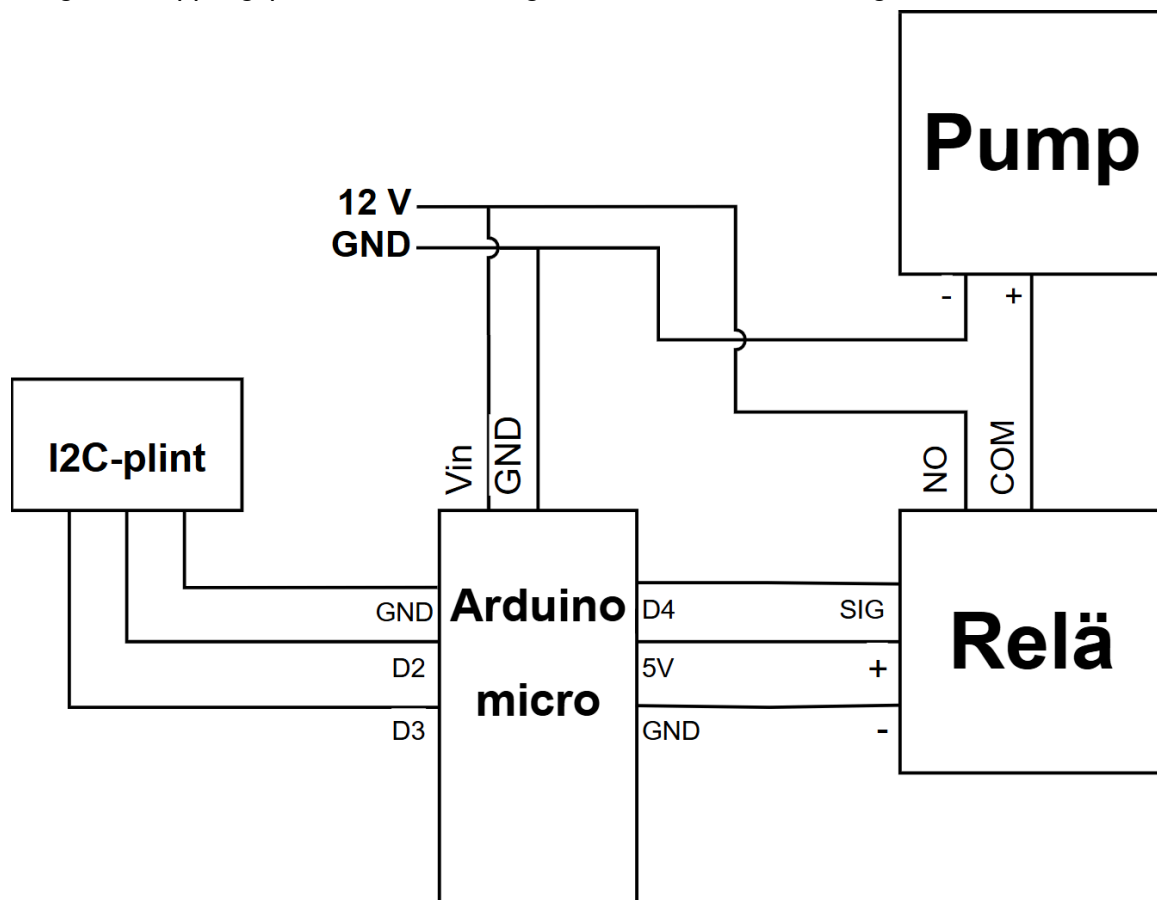 Pump
12 V
GND
- +
I2C-plint
Vin
GND
NO
COM
GND
Arduino
micro
D4
SIG
Relä
D2
5V
+
D3
GND
-